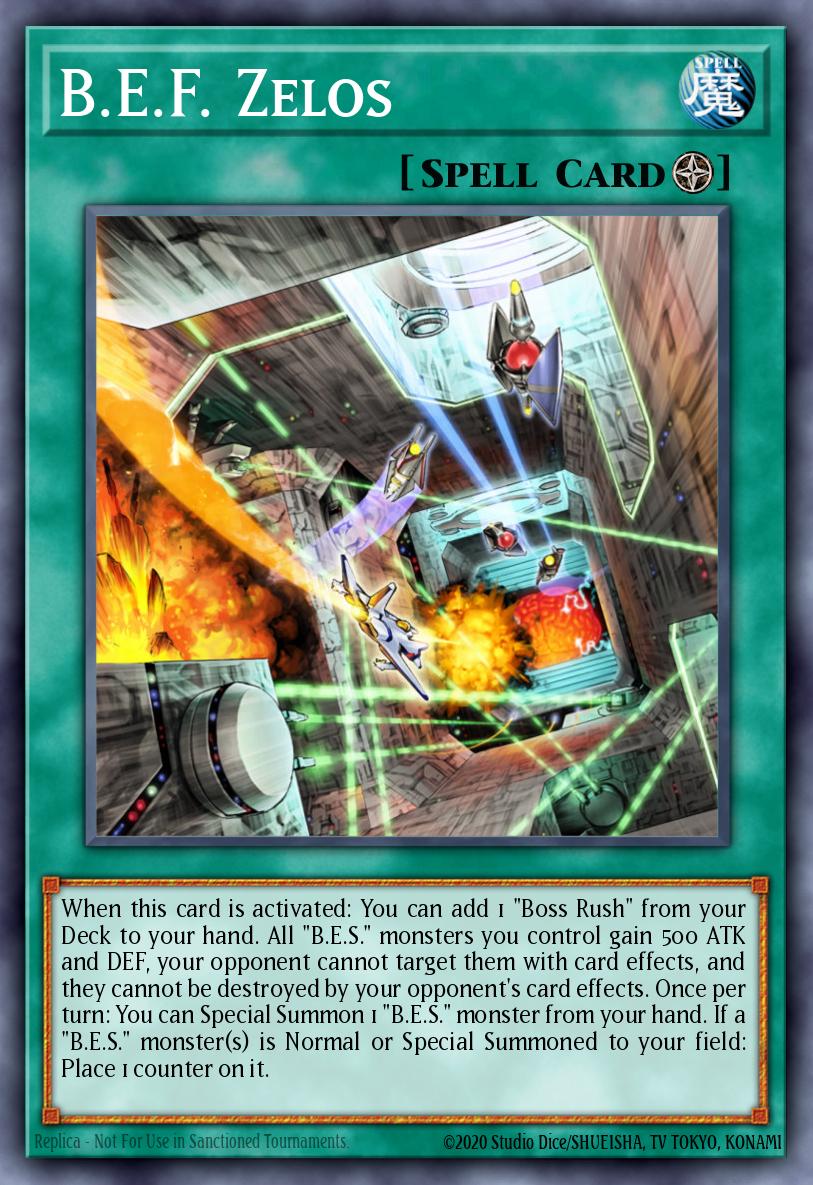 B.E.F. Zelos
SPELL
魔
[Spell Card]
When this card is activated: You can add 1 "Boss Rush" from your
Deck to your hand. All "B.E.S." monsters you control gain 500 ATK
and DEF, your opponent cannot target them with card effects, and
they cannot be destroyed by your opponent's card effects. Once per
turn: You can Special Summon 1 "B.E.S." monster from your hand. If a
"B.E.S." monster(s) is Normal or Special Summoned to your field:
Place 1 counter on it.
Replica - Not For Use in Sanctioned Tournaments.
©2020 Studio Dice/SHUEISHA, TV TOKYO, KONAMI